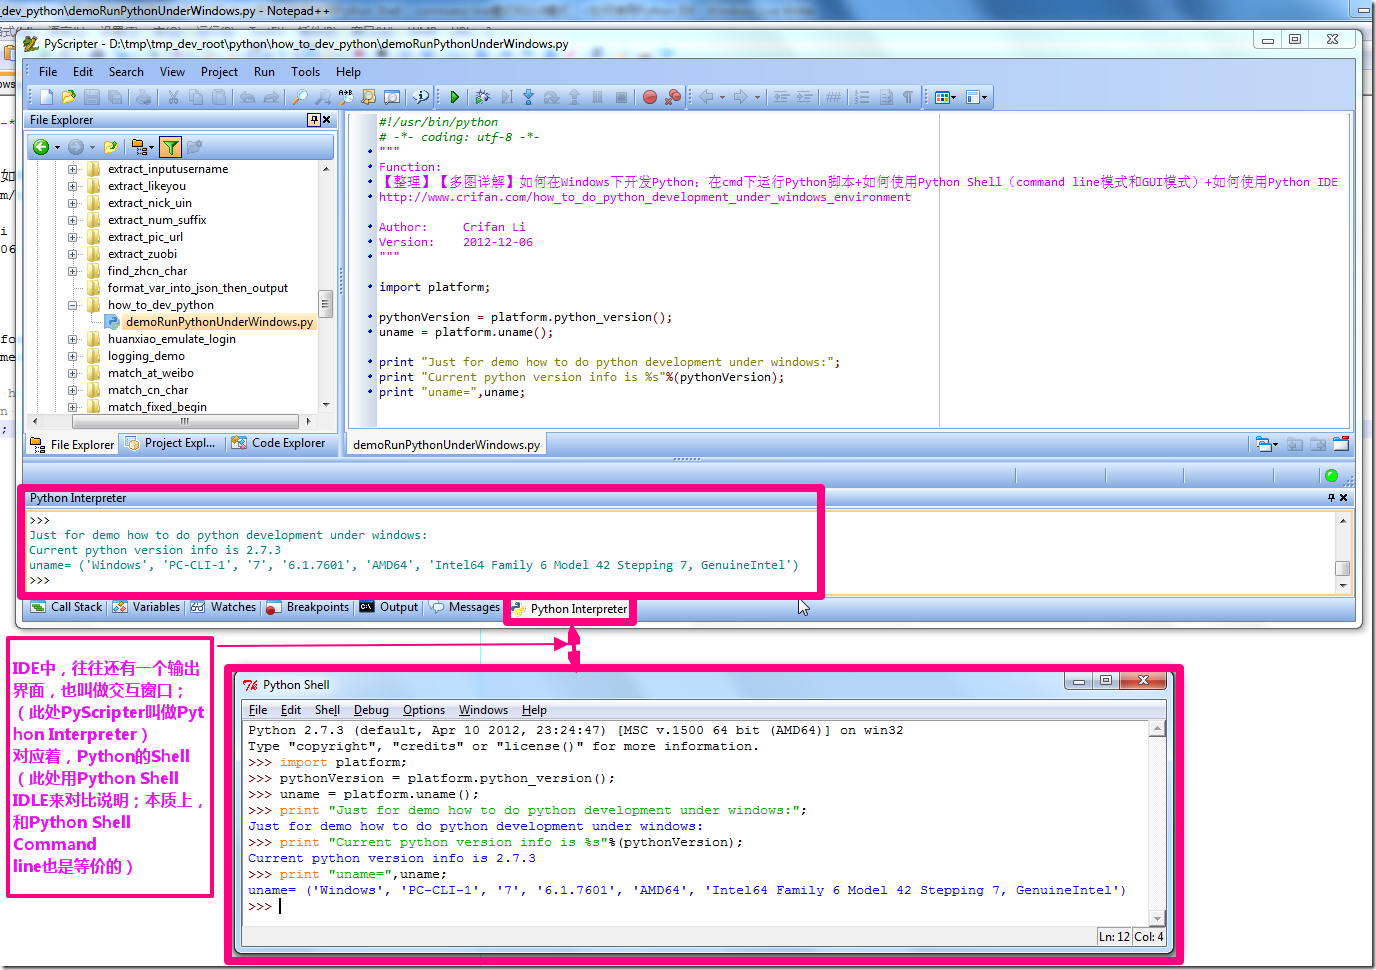 _dev_python\demoRunPythonUnderWindows.py - Notepad++
PyScripter - D:\tmp\tmp_dev_root\python\how_to_dev_python\demoRunPythonUnderWindows.py
File Edit Search View Project Run Tools Help
File Explorer
extract_inputusername
extract_likeyou
extract_nick_uin
extract_num_suffix
extract_pic_url
extract_zuobi
find_zhcn_char
format_var_into_json_then_output
how_to_dev_python
demoRunPythonUnderWindows.py
huanxiao_emulate_login
logging_demo
match_at_weibo
match_cn_char
match_fixed_begin
File Explorer Project Expl... Code Explorer
#!/usr/bin/python
# -*- coding: utf-8 -*-
"""
Function:
【整理】【多图详解】如何在Windows下开发Python：在cmd下运行Python脚本+如何使用Python Shell（command line模式和GUI模式）+如何使用Python IDE
http://www.crifan.com/how_to_do_python_development_under_windows_environment
Author: Crifan Li
Version: 2012-12-06
"""
import platform;
pythonVersion = platform.python_version();
uname = platform.uname();
print "Just for demo how to do python development under windows:";
print "Current python version info is %s"%(pythonVersion);
print "uname=",uname;
demoRunPythonUnderWindows.py
Python Interpreter
>>>
Just for demo how to do python development under windows:
Current python version info is 2.7.3
uname= ('Windows', 'PC-CLI-1', '7', '6.1.7601', 'AMD64', 'Intel64 Family 6 Model 42 Stepping 7, GenuineIntel')
>>>
Call Stack Variables Watches Breakpoints Output Messages Python Interpreter
IDE中，往往还有一个输出
界面，也叫做交互窗口；
（此处PyScripter叫做Pyt
hon Interpreter）
对应着，Python的Shell
（此处用Python Shell
IDLE来对比说明；本质上，
和Python Shell
Command
line也是等价的）
Python Shell
File Edit Shell Debug Options Windows Help
Python 2.7.3 (default, Apr 10 2012, 23:24:47) [MSC v.1500 64 bit (AMD64)] on win32
Type "copyright", "credits" or "license()" for more information.
>>> import platform;
>>> pythonVersion = platform.python_version();
>>> uname = platform.uname();
>>> print "Just for demo how to do python development under windows:";
Just for demo how to do python development under windows:
>>> print "Current python version info is %s"%(pythonVersion);
Current python version info is 2.7.3
>>> print "uname=",uname;
uname= ('Windows', 'PC-CLI-1', '7', '6.1.7601', 'AMD64', 'Intel64 Family 6 Model 42 Stepping 7, GenuineIntel')
>>>
Ln: 12 Col: 4